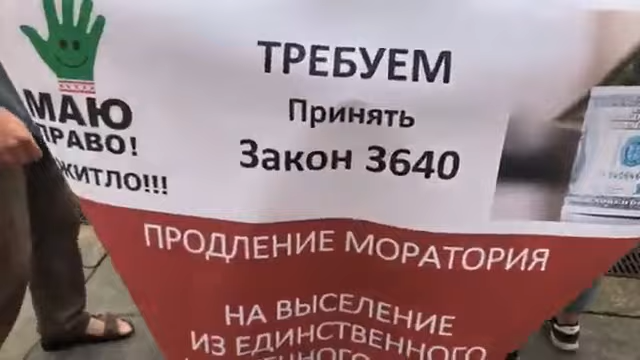 МАЮ
ПРАВО!
ЖИТЛО!!!
ТРЕБУЕМ
Принять
Закон 3640
ПРОДЛЕНИЕ МОРАТОРИЯ
НА ВЫСЕЛЕНИЕ
ИЗ ЕДИНСТВЕННОГО